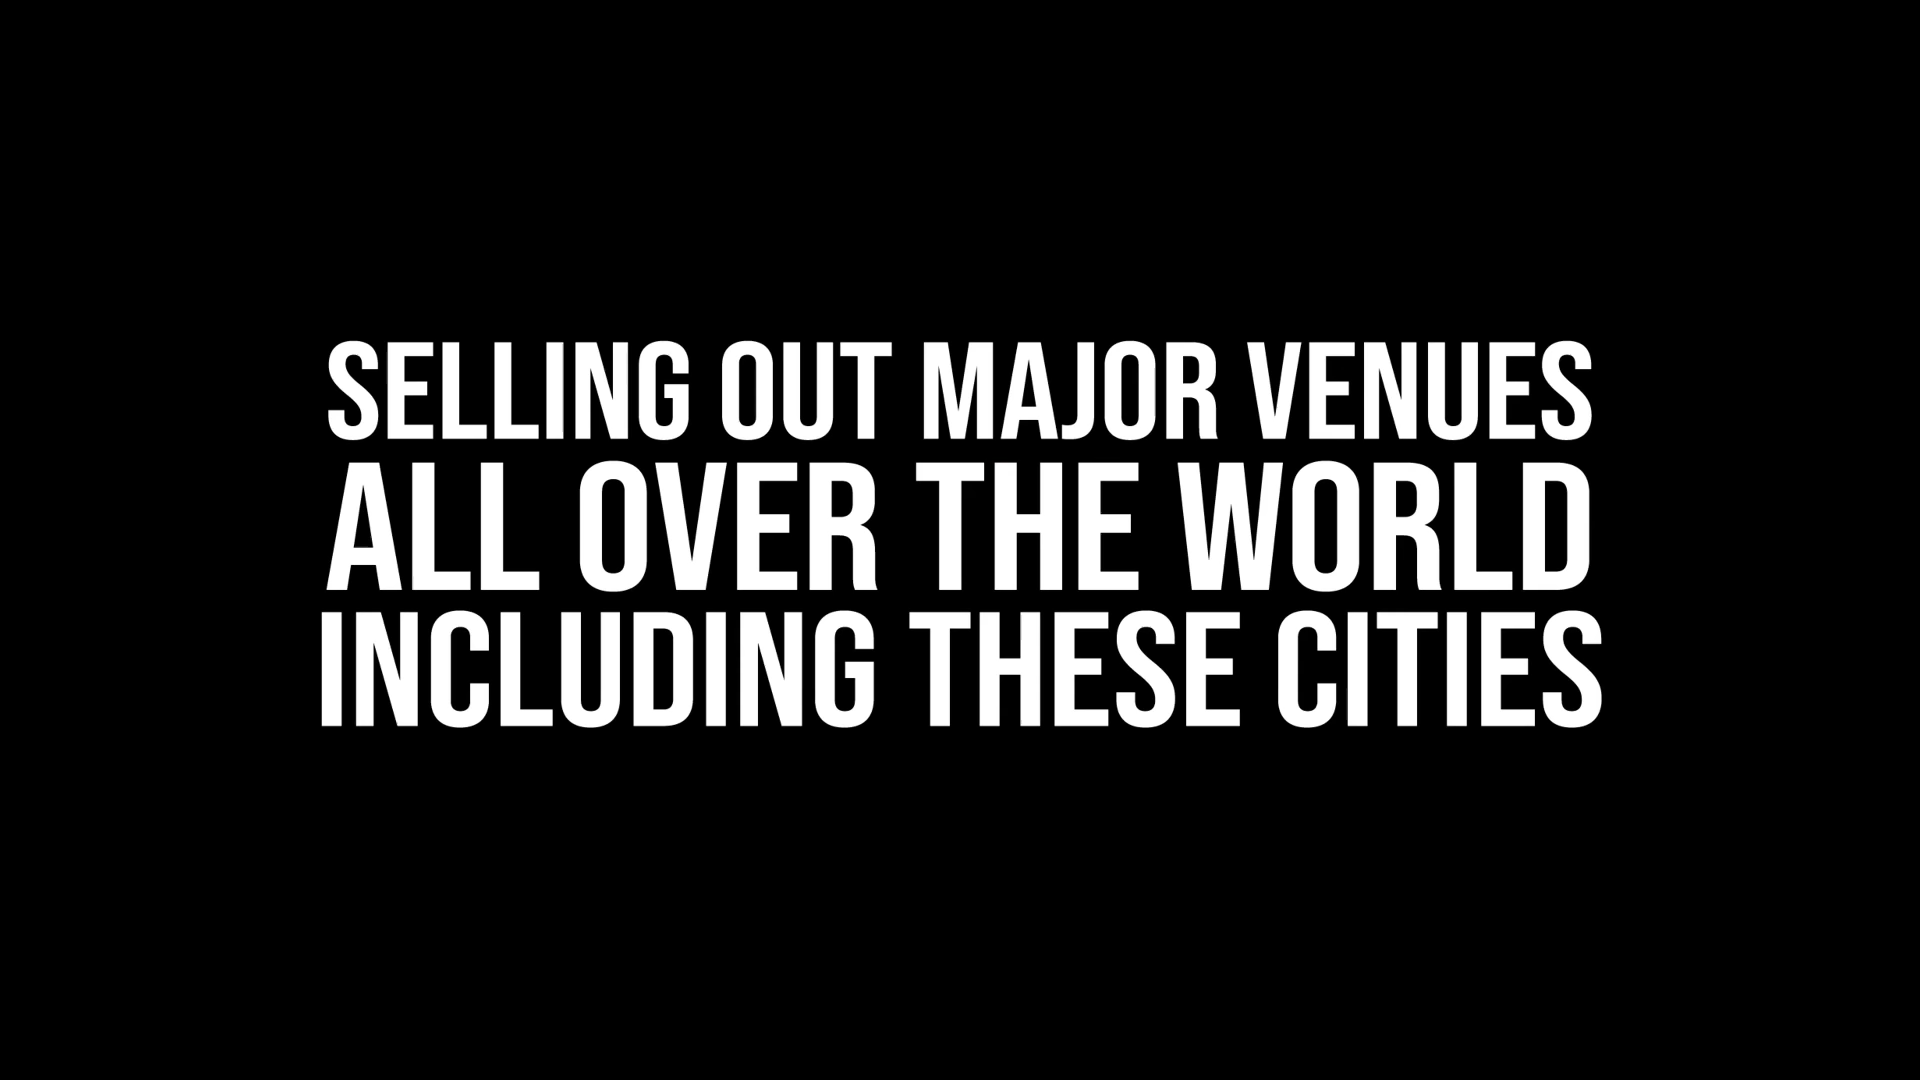 SELLING OUT MAJOR VENUES
ALL OVER THE WORLD
INCLUDING THESE CITIES